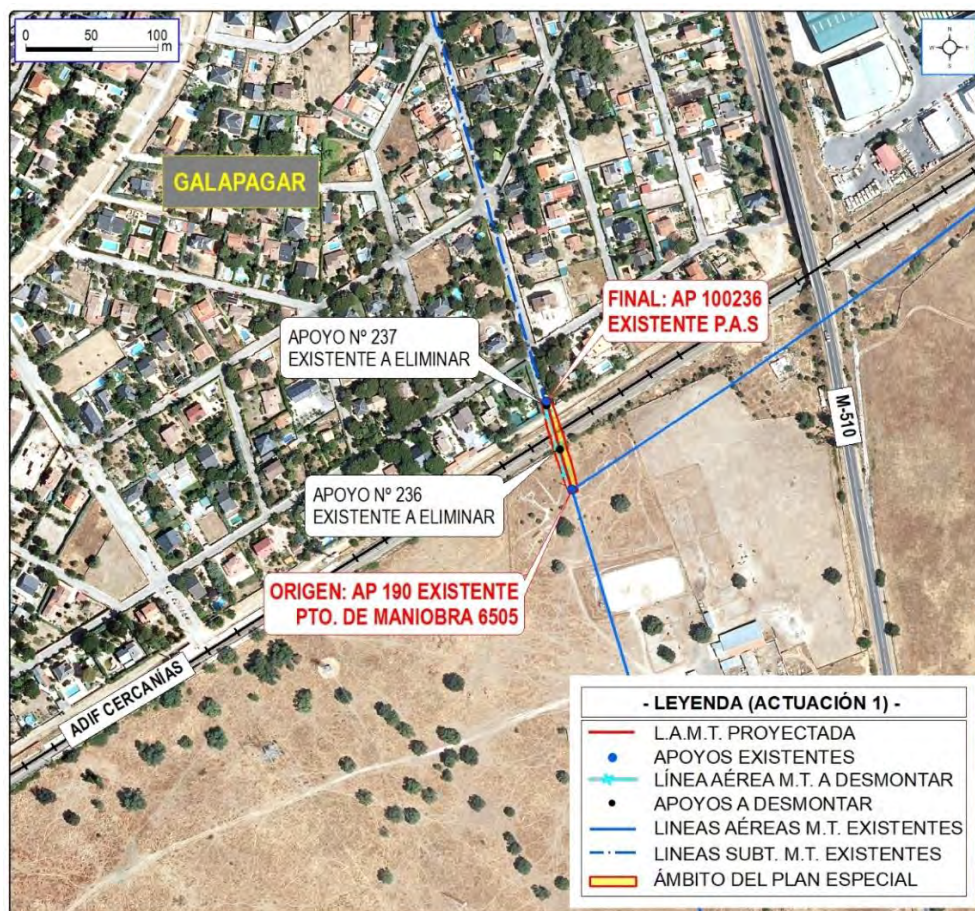 0 50 100
m
N
W E
S
GALAPAGAR
FINAL: AP 100236
EXISTENTE P.A.S
APOYO Nº 237
EXISTENTE A ELIMINAR
M-510
APOYO Nº 236
EXISTENTE A ELIMINAR
ORIGEN: AP 190 EXISTENTE
PTO. DE MANIOBRA 6505
ADIF CERCANÍAS
- LEYENDA (ACTUACIÓN 1) -
L.A.M.T. PROYECTADA
APOYOS EXISTENTES
LÍNEA AÉREA M.T. A DESMONTAR
APOYOS A DESMONTAR
LINEAS AÉREAS M.T. EXISTENTES
LINEAS SUBT. M.T. EXISTENTES
ÁMBITO DEL PLAN ESPECIAL